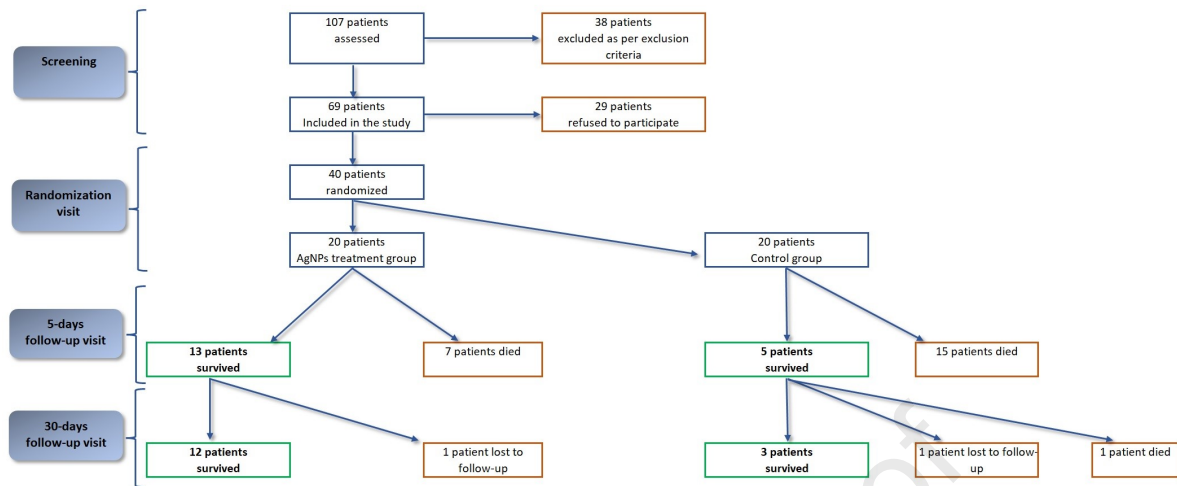 107 patients
assessed
38 patients
excluded as per exclusion
criteria
Screening
69 patients
Included in the study
29 patients
refused to participate
40 patients
randomized
Randomization
visit
20 patients
AgNPs treatment group
20 patients
Control group
5-days
follow-up visit
13 patients
survived
7 patients died
5 patients
survived
15 patients died
30-days
follow-up visit
12 patients
survived
1 patient lost to
follow-up
3 patients
survived
1 patient lost to follow-
up
1 patient died